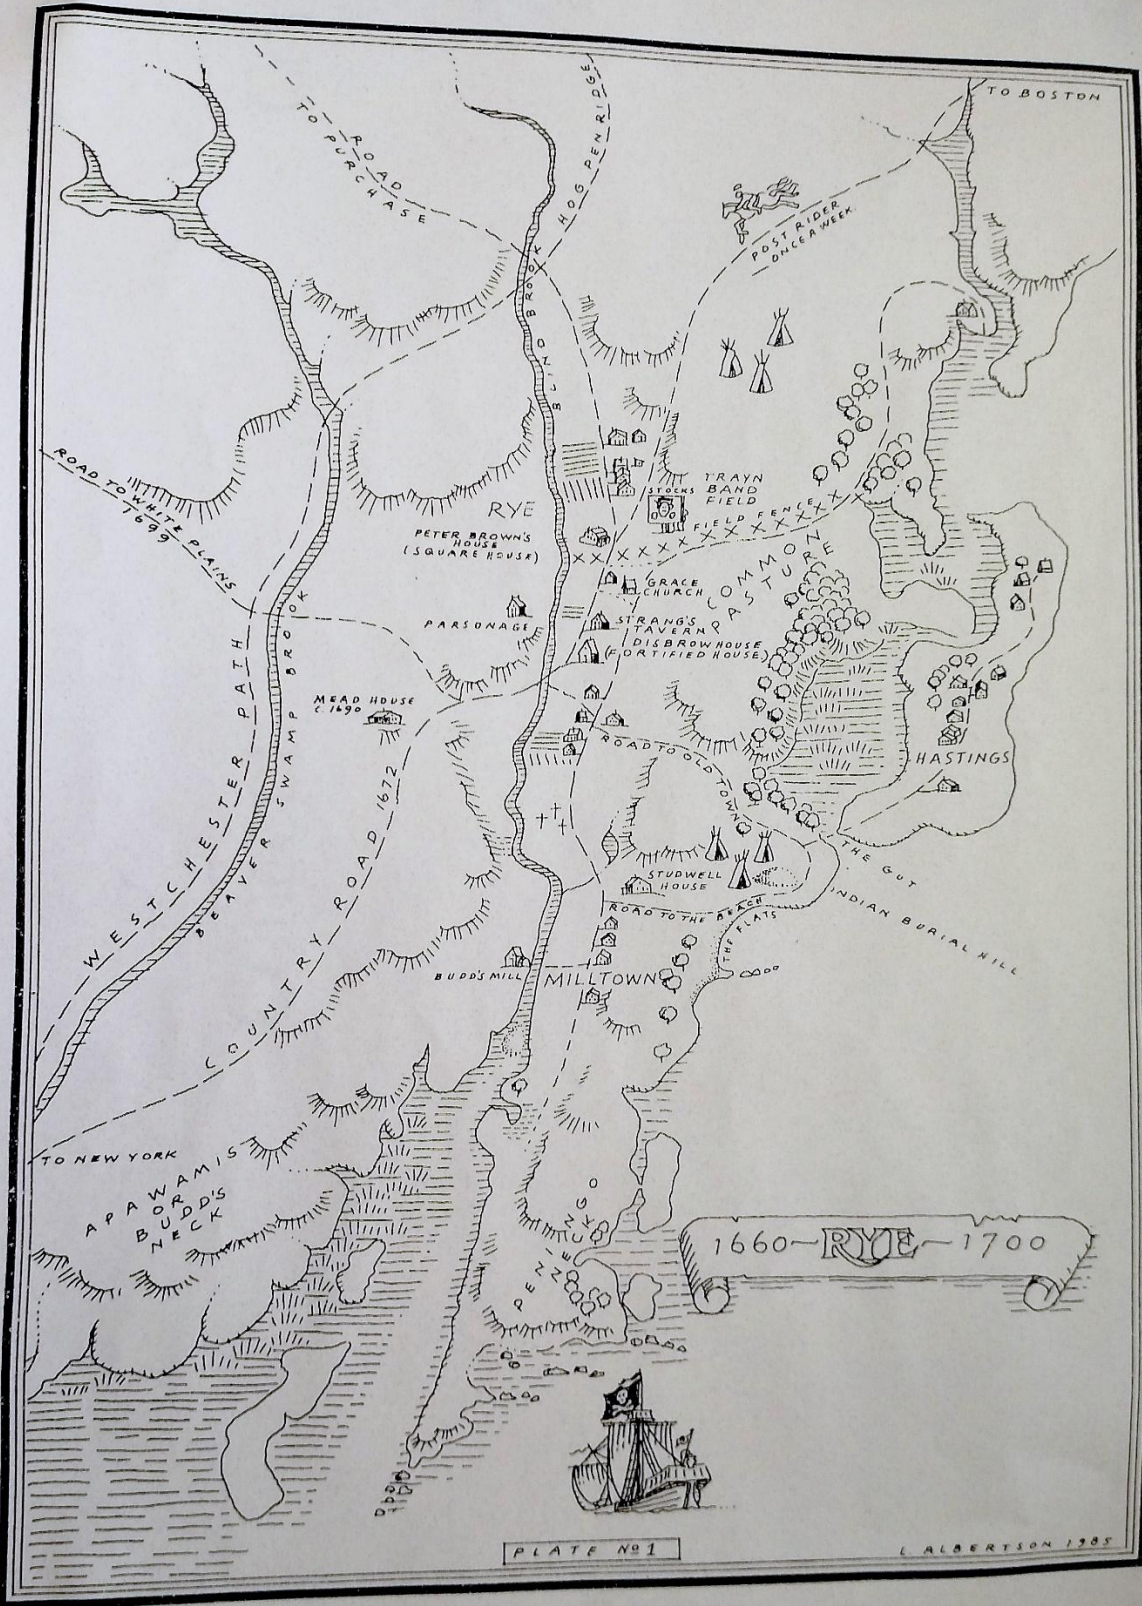 TO BOSTON
ROAD
TO PURCHASE
HOG PEN RIDGE
POST RIDER
ONCE A WEEK
BLIND BROOK
ROAD TO WHITE PLAINS
1699
RYE
STOCKS
TRAYN
BAND
FIELD
FIELD FENCE
PETER BROWN'S
HOUSE
(SQUARE HOUSE)
COMMON
PASTURE
GRACE
CHURCH
PARSONAGE
STRANG'S
TAVERN
DISBROW HOUSE
(FORTIFIED HOUSE)
MEAD HOUSE
C. 1690
ROAD TO OLD TOWN
HASTINGS
WESTCHESTER PATH
BEAVER SWAMP BROOK
COUNTRY ROAD 1672
THE GUT
STUDWELL
HOUSE
INDIAN BURIAL HILL
ROAD TO THE BEACH
THE FLATS
BUDD'S MILL
MILLTOWN
TO NEW YORK
APAWAMIS
OR
BUDD'S
NECK
PENINGO
NECK
1660~RYE~1700
PLATE No 1
L. ALBERTSON 1985